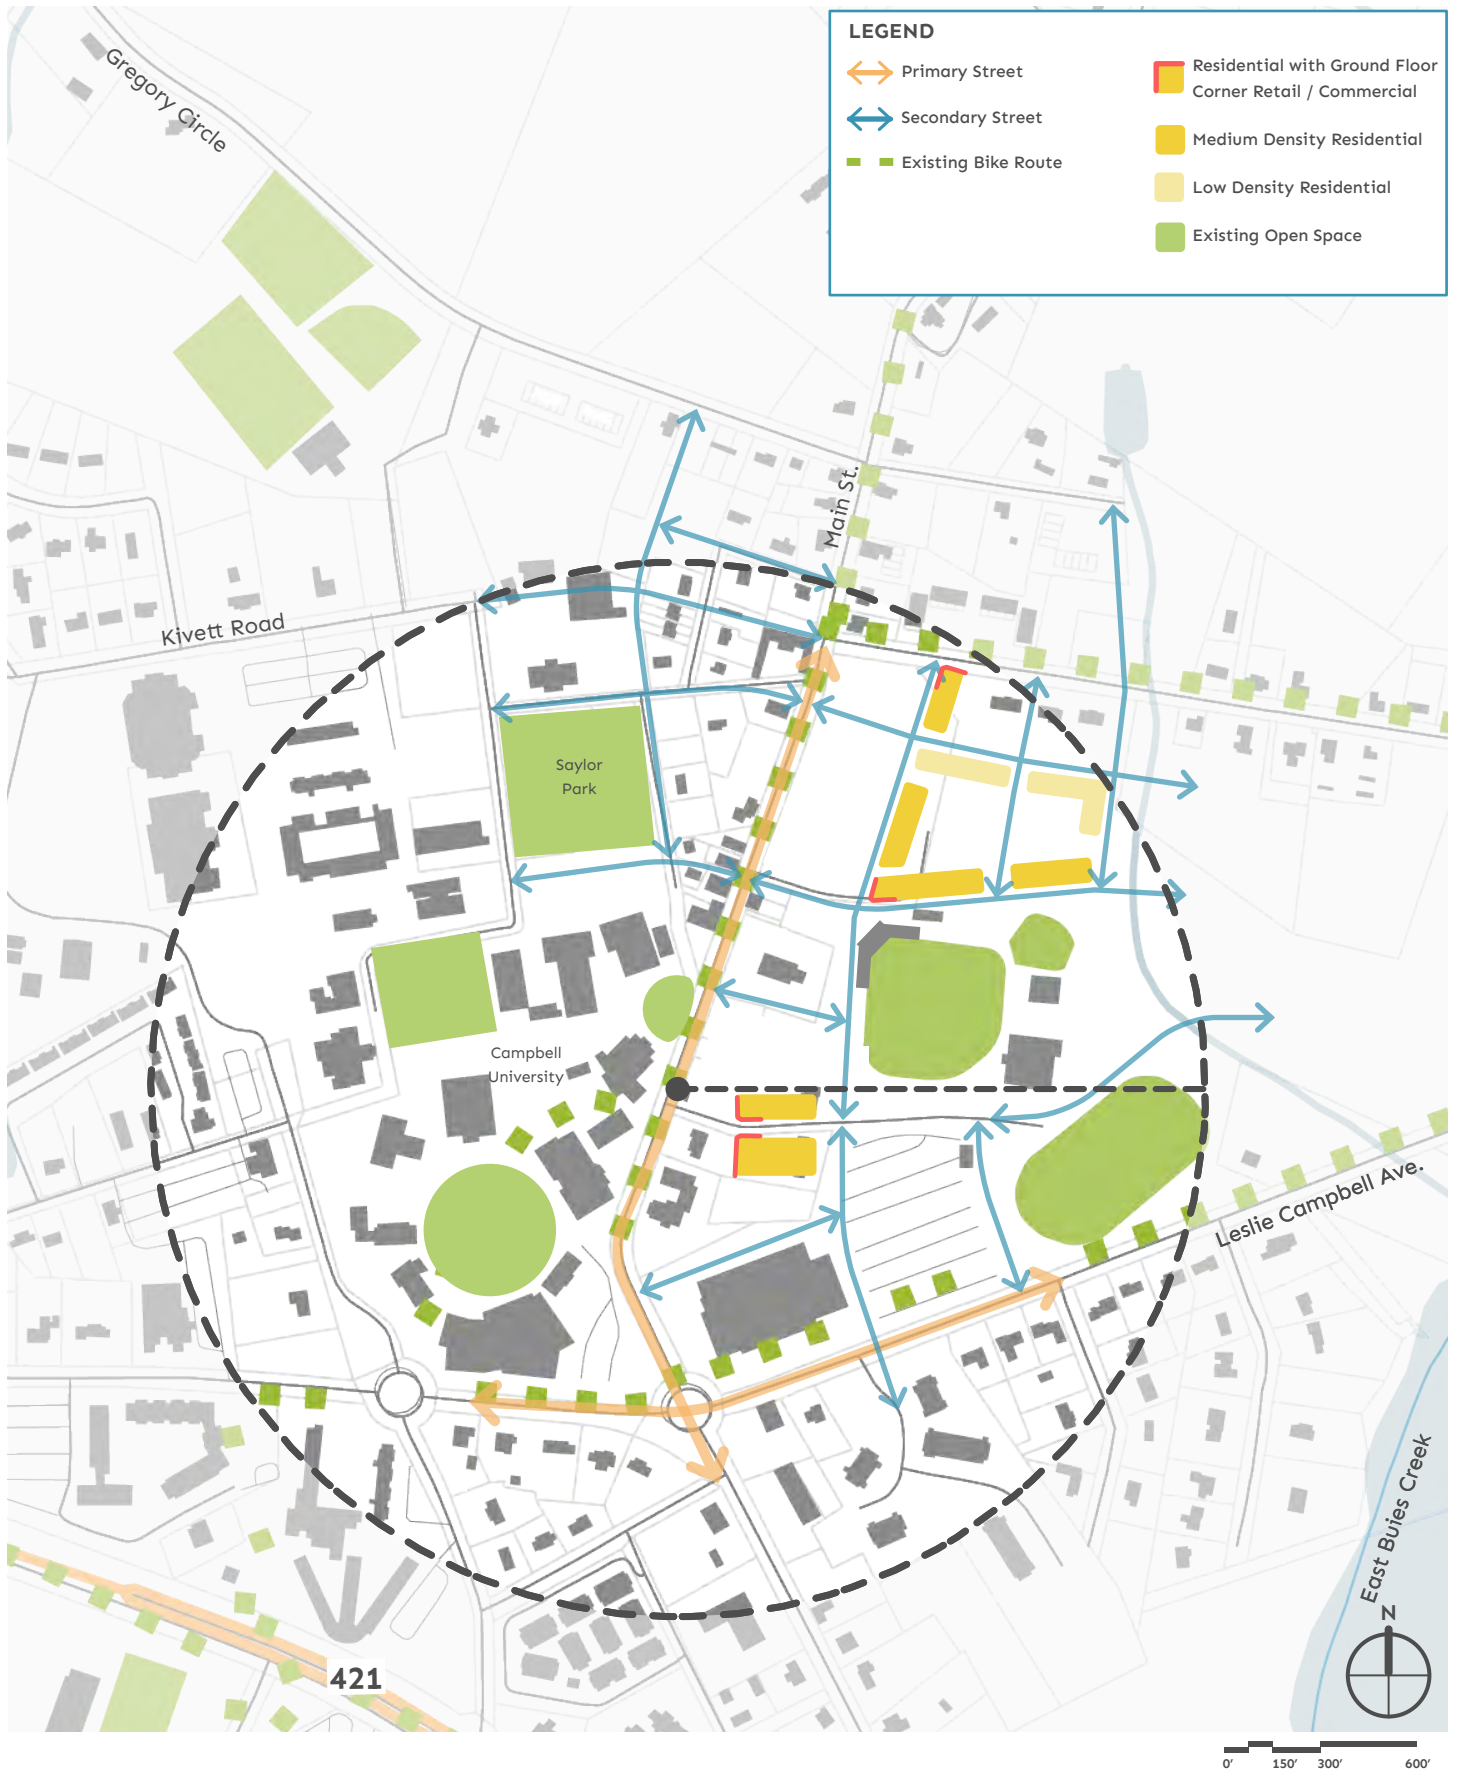 LEGEND
Primary Street
Secondary Street
Existing Bike Route
Residential with Ground Floor
Corner Retail / Commercial
Medium Density Residential
Low Density Residential
Existing Open Space
Gregory Circle
Main St.
Kivett Road
Saylor
Park
Campbell
University
Leslie Campbell Ave.
East Buies Creek
421
N
0' 150' 300' 600'